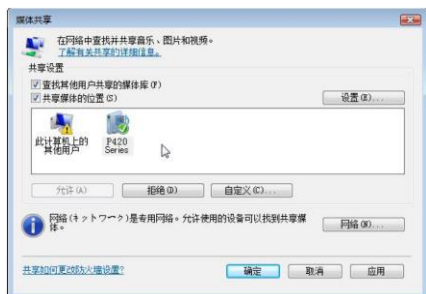 媒体共享
在网络中查找并共享音乐、图片和视频。
了解有关共享的详细信息。
共享设置
查找其他用户共享的媒体库(F)
共享媒体的位置(S)
设置(E)...
此计算机上的
其他用户
P420
Series
允许(A)
拒绝(D)
自定义(C)...
网络(ネットワーク)是专用网络。允许使用的设备可以找到共享媒
体。
网络(N)...
共享如何更改防火墙设置?
确定
取消
应用